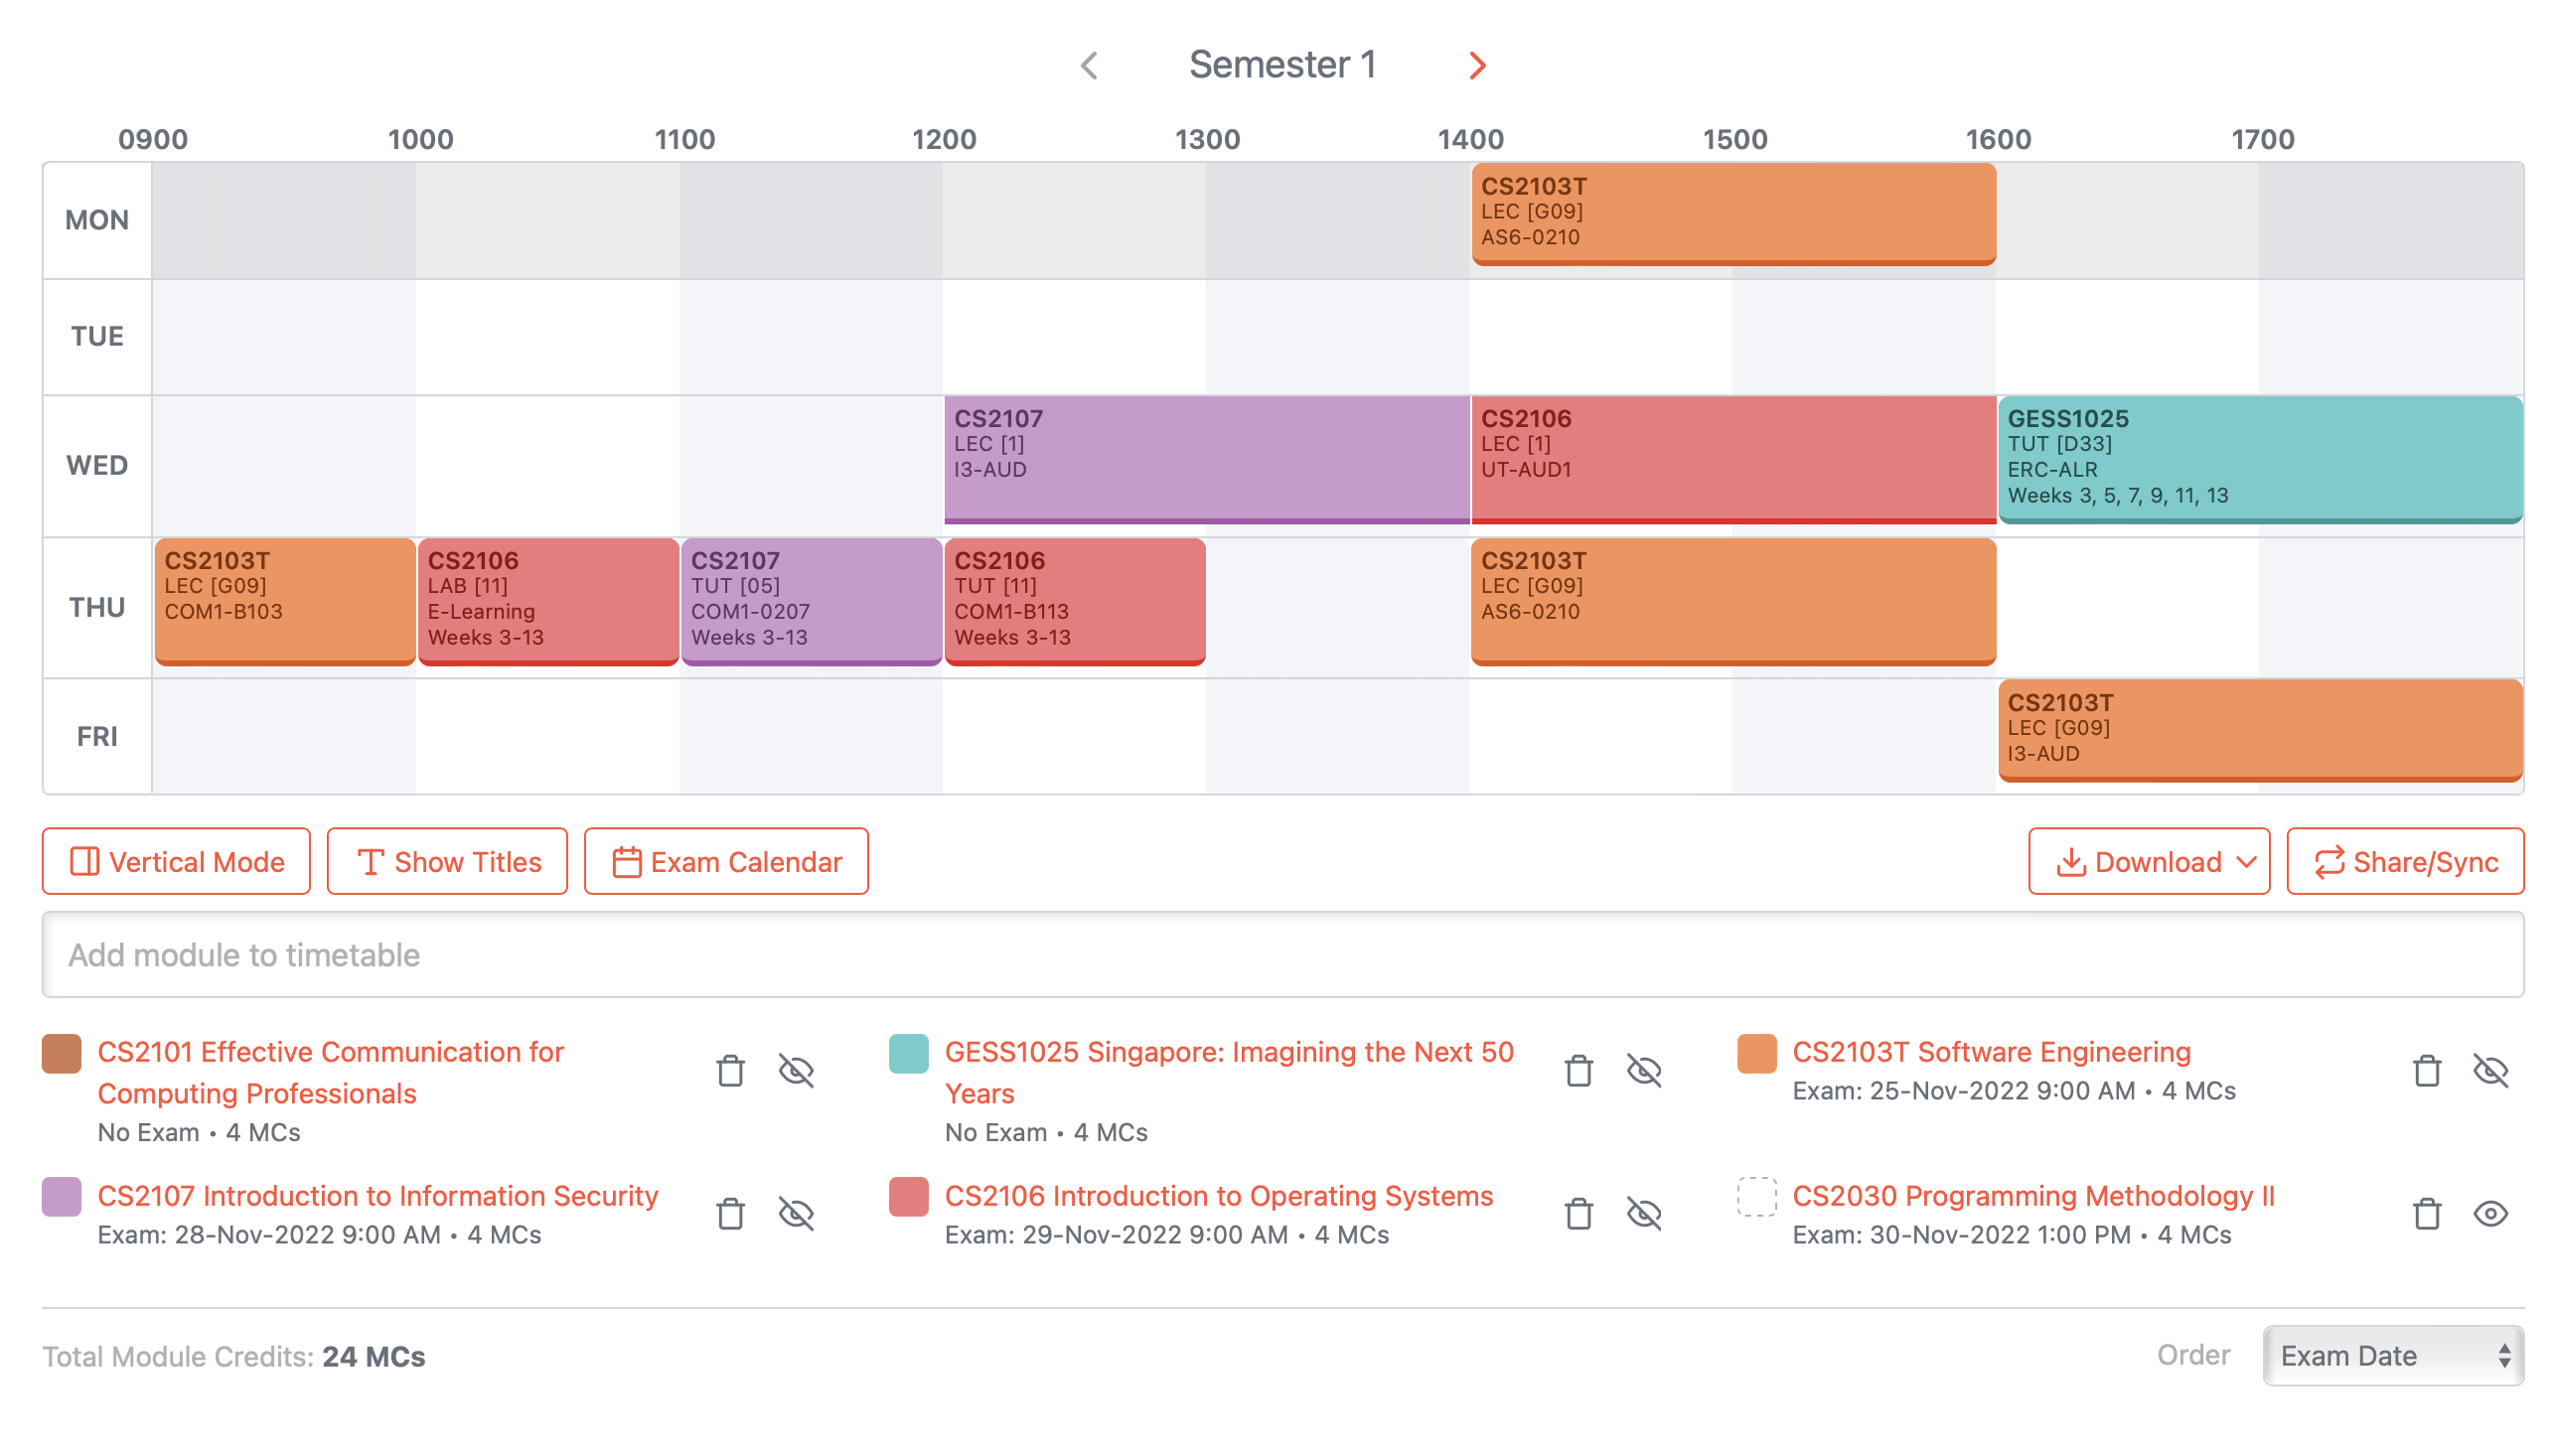 Semester 1
0900 1000 1100 1200 1300 1400 1500 1600 1700
MON
CS2103T
LEC [G09]
AS6-0210
TUE
WED
CS2107
LEC [1]
I3-AUD
CS2106
LEC [1]
UT-AUD1
GESS1025
TUT [D33]
ERC-ALR
Weeks 3, 5, 7, 9, 11, 13
THU
CS2103T
LEC [G09]
COM1-B103
CS2106
LAB [11]
E-Learning
Weeks 3-13
CS2107
TUT [05]
COM1-0207
Weeks 3-13
CS2106
TUT [11]
COM1-B113
Weeks 3-13
CS2103T
LEC [G09]
AS6-0210
FRI
CS2103T
LEC [G09]
I3-AUD
Vertical Mode
Show Titles
Exam Calendar
Download
Share/Sync
Add module to timetable
CS2101 Effective Communication for
Computing Professionals
No Exam • 4 MCs
GESS1025 Singapore: Imagining the Next 50
Years
No Exam • 4 MCs
CS2103T Software Engineering
Exam: 25-Nov-2022 9:00 AM • 4 MCs
CS2107 Introduction to Information Security
Exam: 28-Nov-2022 9:00 AM • 4 MCs
CS2106 Introduction to Operating Systems
Exam: 29-Nov-2022 9:00 AM • 4 MCs
CS2030 Programming Methodology II
Exam: 30-Nov-2022 1:00 PM • 4 MCs
Total Module Credits: 24 MCs
Order
Exam Date